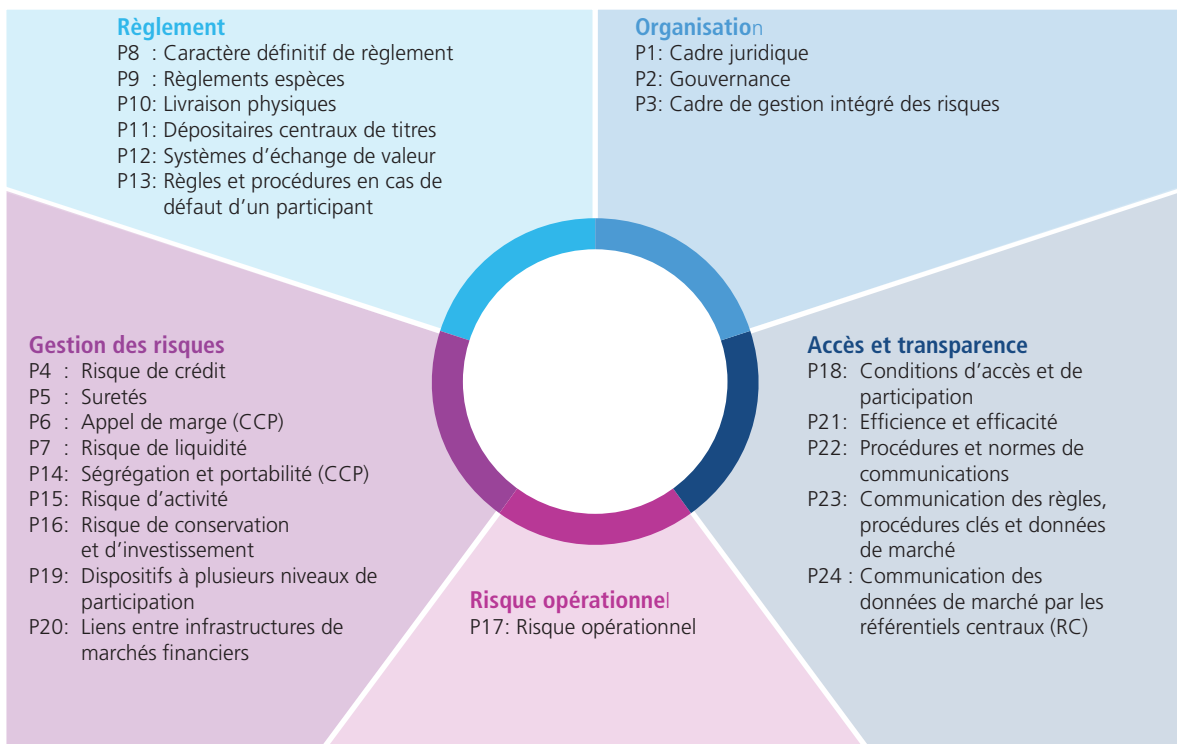 Règlement
P8 : Caractère définitif de règlement
P9 : Règlements espèces
P10: Livraison physiques
P11: Dépositaires centraux de titres
P12: Systèmes d'échange de valeur
P13: Règles et procédures en cas de
défaut d'un participant
Organisation
P1: Cadre juridique
P2: Gouvernance
P3: Cadre de gestion intégré des risques
Gestion des risques
P4 : Risque de crédit
P5 : Suretés
P6 : Appel de marge (CCP)
P7 : Risque de liquidité
P14: Ségrégation et portabilité (CCP)
P15: Risque d'activité
P16: Risque de conservation
et d'investissement
P19: Dispositifs à plusieurs niveaux de
participation
P20: Liens entre infrastructures de
marchés financiers
Risque opérationnel
P17: Risque opérationnel
Accès et transparence
P18: Conditions d'accès et de
participation
P21: Efficience et efficacité
P22: Procédures et normes de
communications
P23: Communication des règles,
procédures clés et données
de marché
P24 : Communication des
données de marché par les
référentiels centraux (RC)